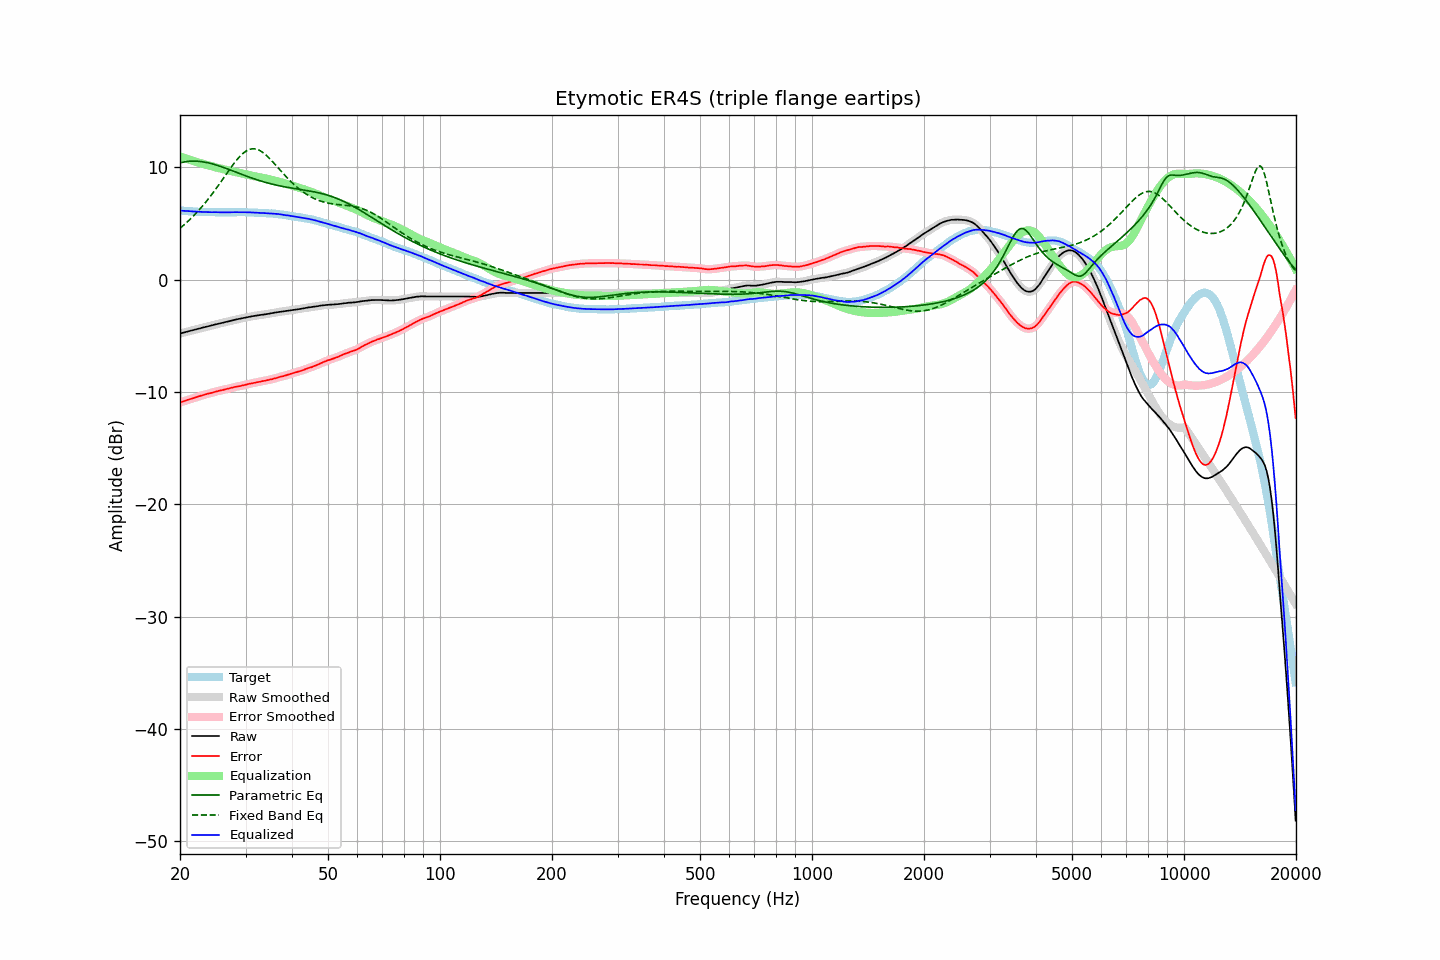 Etymotic ER4S (triple flange eartips)
10
0
−10
−20
−30
−40
−50
Amplitude (dBr)
Target
Raw Smoothed
Error Smoothed
Raw
Error
Equalization
Parametric Eq
Fixed Band Eq
Equalized
20 50 100 200 500 1000 2000 5000 10000 20000
Frequency (Hz)